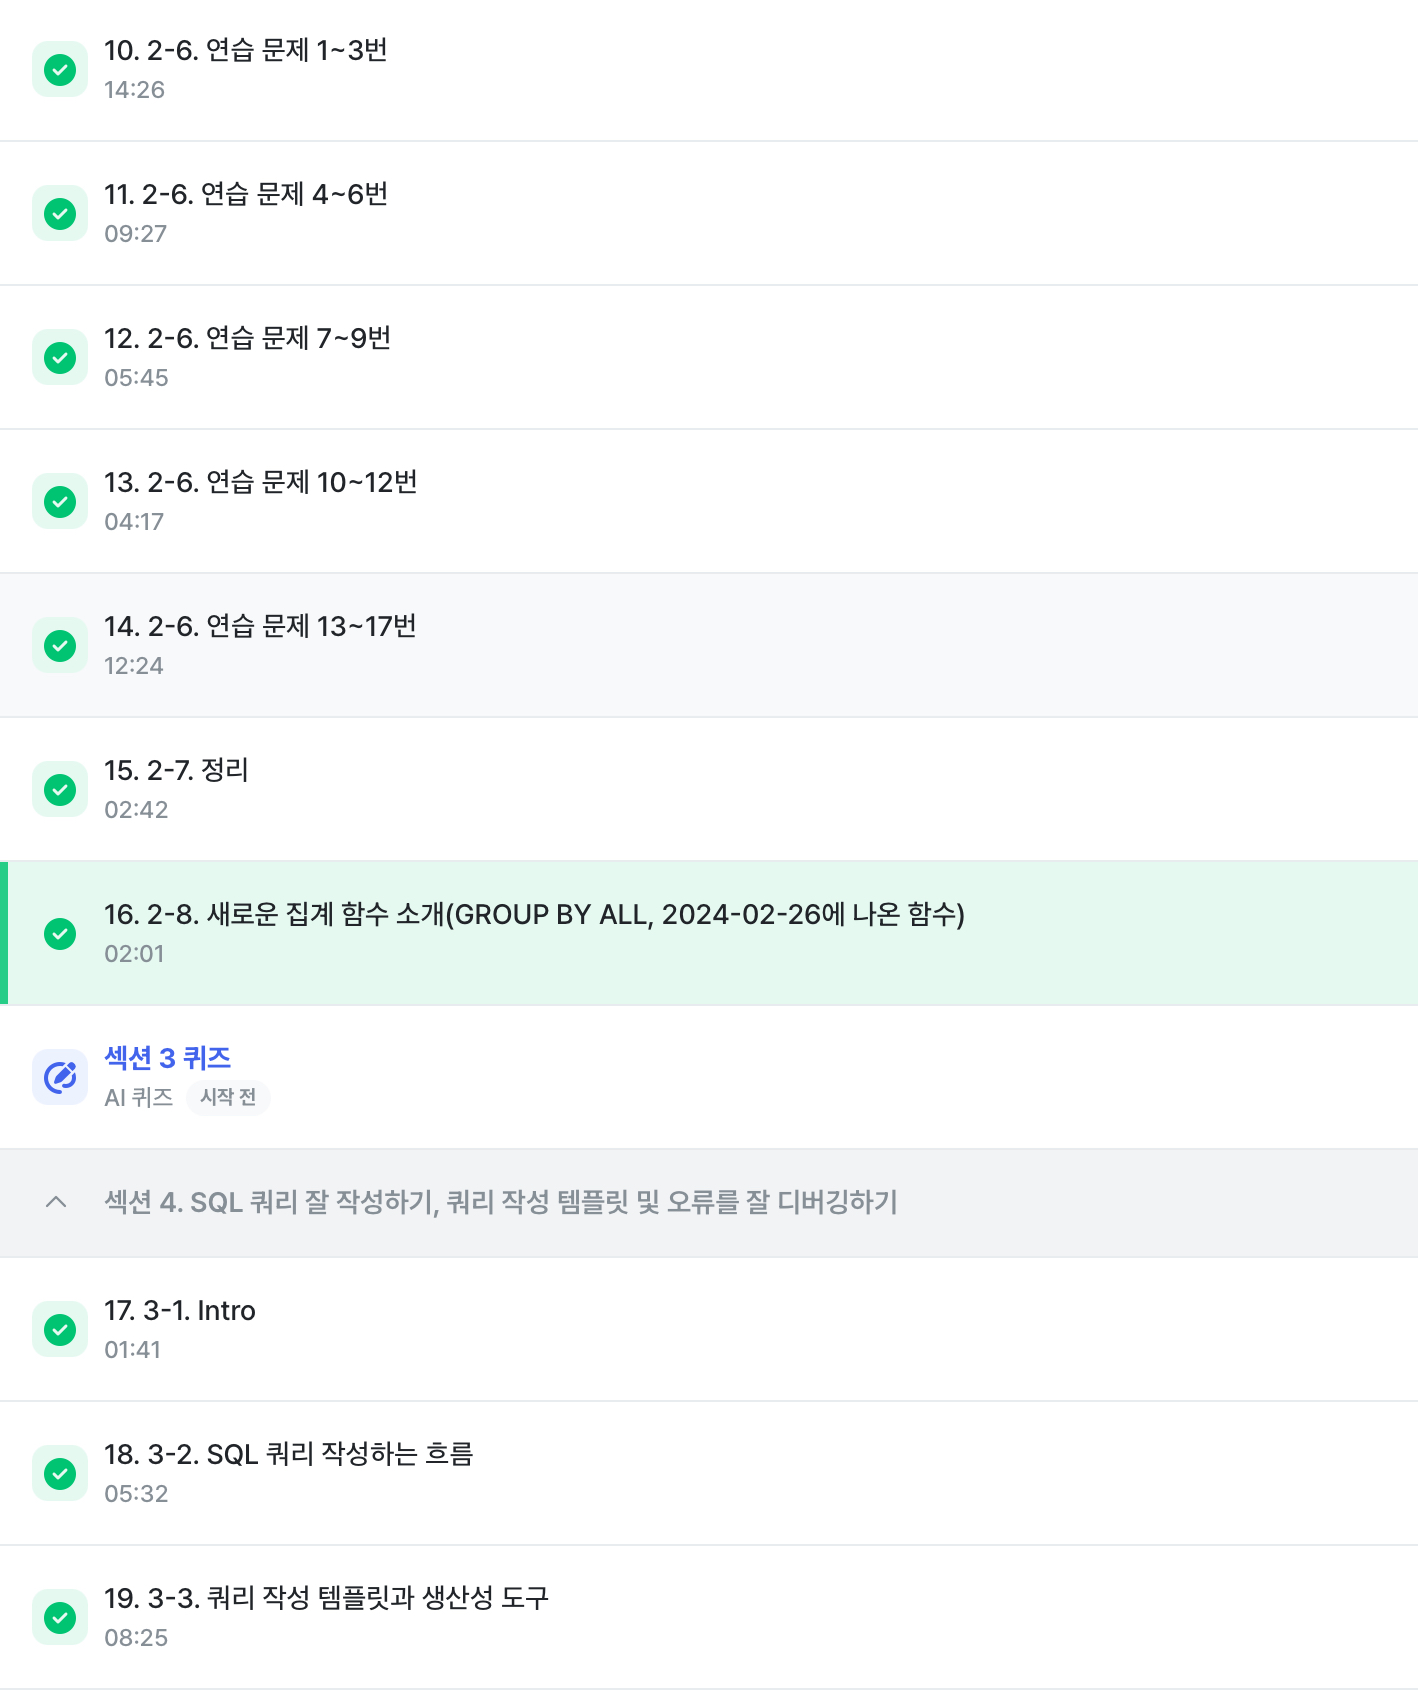 10. 2-6. 연습 문제 1~3번
14:26
11. 2-6. 연습 문제 4~6번
09:27
12. 2-6. 연습 문제 7~9번
05:45
13. 2-6. 연습 문제 10~12번
04:17
14. 2-6. 연습 문제 13~17번
12:24
15. 2-7. 정리
02:42
16. 2-8. 새로운 집계 함수 소개(GROUP BY ALL, 2024-02-26에 나온 함수)
02:01
섹션 3 퀴즈
AI 퀴즈 시작 전
섹션 4. SQL 쿼리 잘 작성하기, 쿼리 작성 템플릿 및 오류를 잘 디버깅하기
17. 3-1. Intro
01:41
18. 3-2. SQL 쿼리 작성하는 흐름
05:32
19. 3-3. 쿼리 작성 템플릿과 생산성 도구
08:25